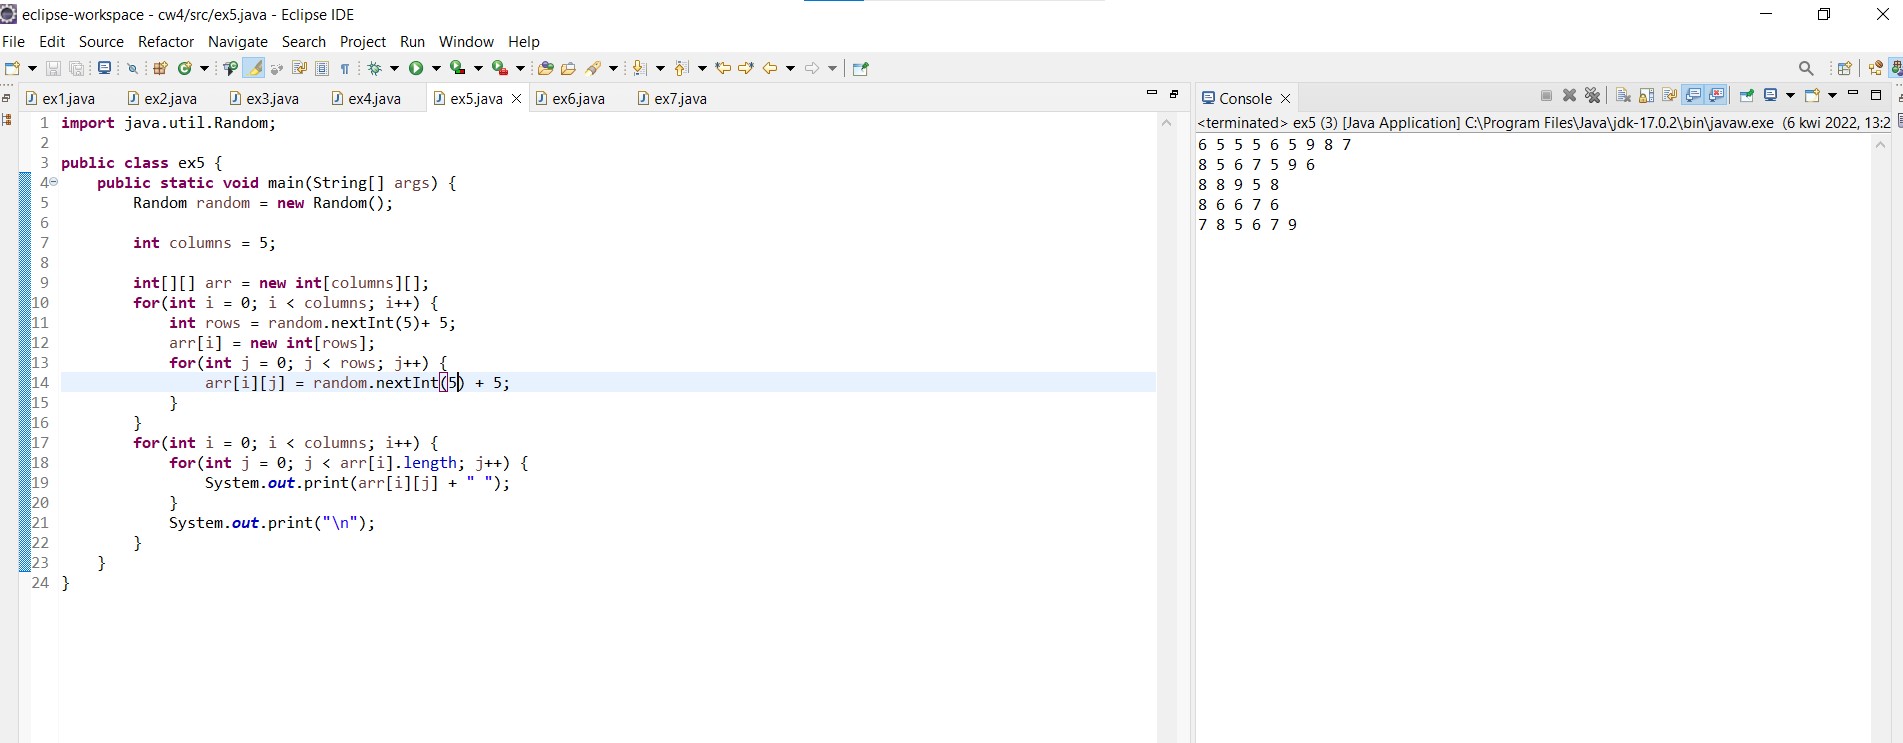 eclipse-workspace - cw4/src/ex5.java - Eclipse IDE
File Edit Source Refactor Navigate Search Project Run Window Help
ex1.java ex2.java ex3.java ex4.java ex5.java ex6.java ex7.java
1 import java.util.Random;
2
3 public class ex5 {
4     public static void main(String[] args) {
5         Random random = new Random();
6
7         int columns = 5;
8
9         int[][] arr = new int[columns][];
10         for(int i = 0; i < columns; i++) {
11             int rows = random.nextInt(5)+ 5;
12             arr[i] = new int[rows];
13             for(int j = 0; j < rows; j++) {
14                 arr[i][j] = random.nextInt(5) + 5;
15             }
16         }
17         for(int i = 0; i < columns; i++) {
18             for(int j = 0; j < arr[i].length; j++) {
19                 System.out.print(arr[i][j] + " ");
20             }
21             System.out.print("\n");
22         }
23     }
24 }
Console
<terminated> ex5 (3) [Java Application] C:\Program Files\Java\jdk-17.0.2\bin\javaw.exe (6 kwi 2022, 13:2
6 5 5 5 6 5 9 8 7
8 5 6 7 5 9 6
8 8 9 5 8
8 6 6 7 6
7 8 5 6 7 9